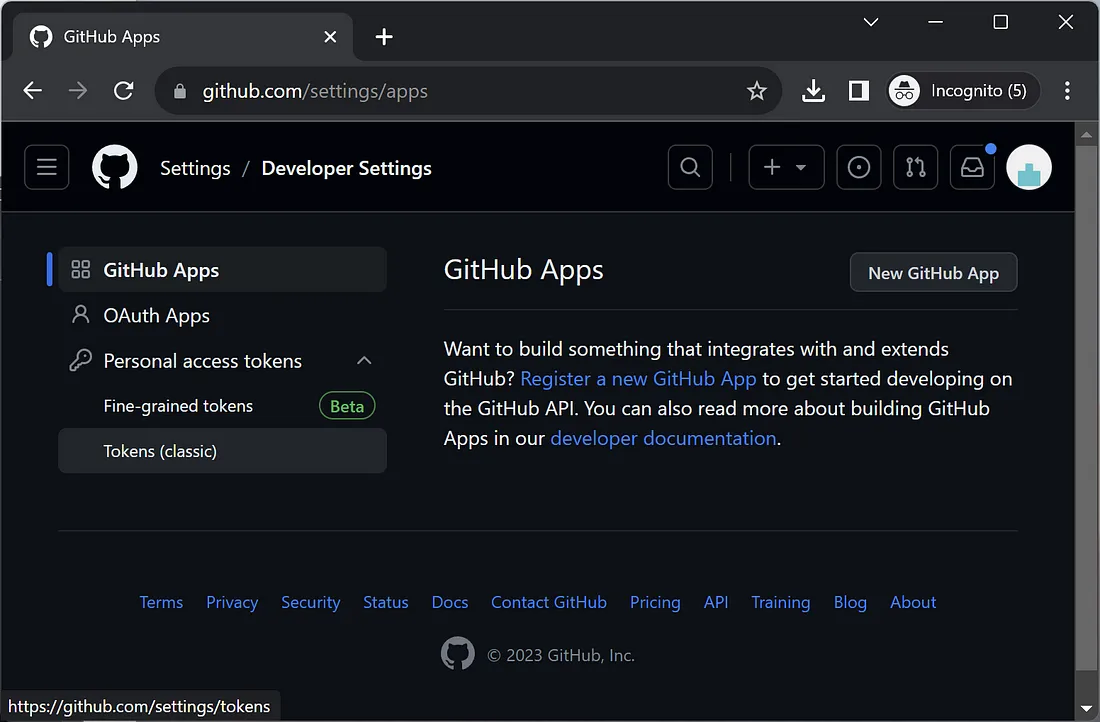 GitHub Apps
github.com/settings/apps
Incognito (5)
Settings / Developer Settings
GitHub Apps
OAuth Apps
Personal access tokens
Fine-grained tokens Beta
Tokens (classic)
GitHub Apps
New GitHub App
Want to build something that integrates with and extends
GitHub? Register a new GitHub App to get started developing on
the GitHub API. You can also read more about building GitHub
Apps in our developer documentation.
Terms Privacy Security Status Docs Contact GitHub Pricing API Training Blog About
© 2023 GitHub, Inc.
https://github.com/settings/tokens